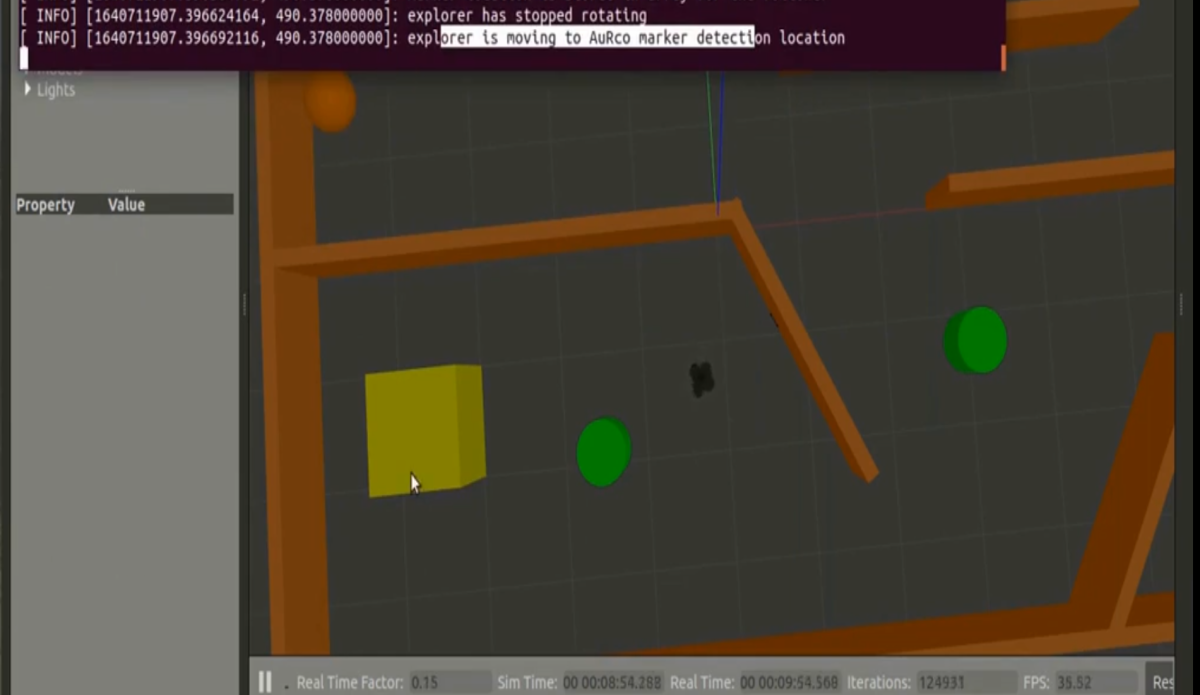 [ INFO] [1640711907.396624164, 490.378000000]: explorer has stopped rotating
[ INFO] [1640711907.396692116, 490.378000000]: explorer is moving to AuRco marker detection location
Models
Lights
Property Value
Real Time Factor: 0.15 Sim Time: 00 00:08:54.288 Real Time: 00 00:09:54.568 Iterations: 124931 FPS: 35.52 Res